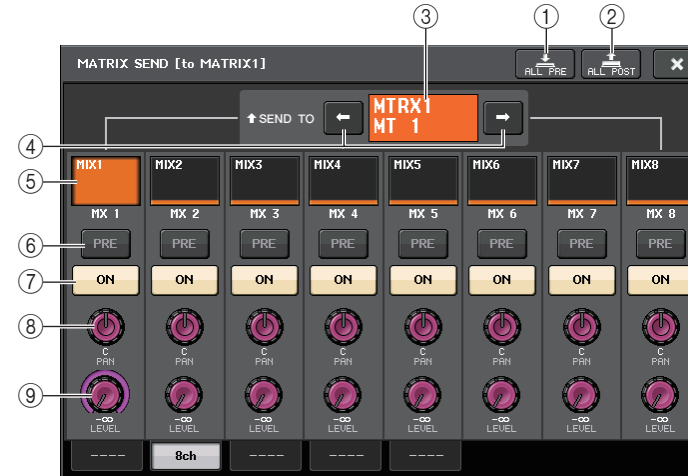 ③ ① ②
MATRIX SEND [to MATRIX1] ALL PRE ALL POST ×
④ ↑SEND TO ← MTRX1 →
MT 1
⑤ MIX1 MIX2 MIX3 MIX4 MIX5 MIX6 MIX7 MIX8
MX 1 MX 2 MX 3 MX 4 MX 5 MX 6 MX 7 MX 8
⑥ PRE PRE PRE PRE PRE PRE PRE PRE
⑦ ON ON ON ON ON ON ON ON
⑧ C C C C C C C C
PAN PAN PAN PAN PAN PAN PAN PAN
⑨ -∞ -∞ -∞ -∞ -∞ -∞ -∞ -∞
LEVEL LEVEL LEVEL LEVEL LEVEL LEVEL LEVEL LEVEL
---- 8ch ---- ---- ----